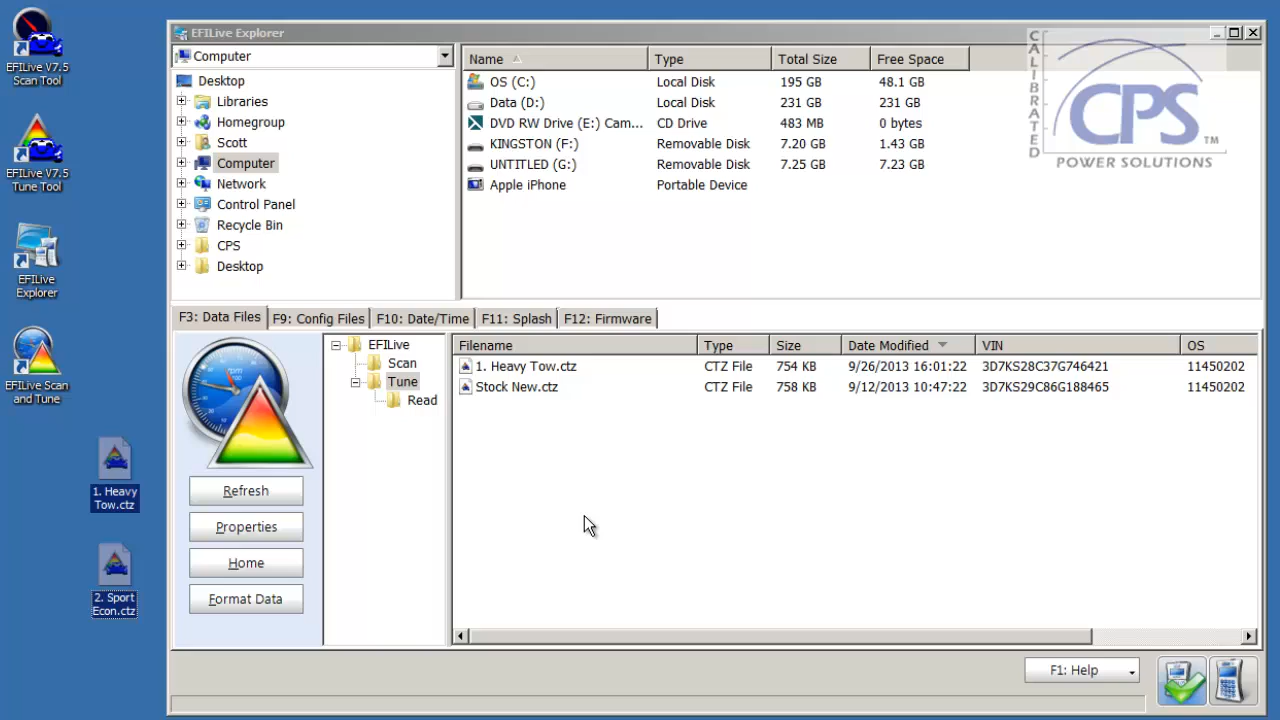 EFILive V7.5
Scan Tool
EFILive V7.5
Tune Tool
EFILive
Explorer
EFILive Scan
and Tune
1. Heavy
Tow.ctz
2. Sport
Econ.ctz
EFILive Explorer
Computer
Desktop
Libraries
Homegroup
Scott
Computer
Network
Control Panel
Recycle Bin
CPS
Desktop
Name Type Total Size Free Space
OS (C:) Local Disk 195 GB 48.1 GB
Data (D:) Local Disk 231 GB 231 GB
DVD RW Drive (E:) Cam... CD Drive 483 MB 0 bytes
KINGSTON (F:) Removable Disk 7.20 GB 1.43 GB
UNTITLED (G:) Removable Disk 7.25 GB 7.23 GB
Apple iPhone Portable Device
CALIBRATED
CPS TM
POWER SOLUTIONS
F3: Data Files F9: Config Files F10: Date/Time F11: Splash F12: Firmware
Refresh
Properties
Home
Format Data
EFILive
Scan
Tune
Read
Filename Type Size Date Modified VIN OS
1. Heavy Tow.ctz CTZ File 754 KB 9/26/2013 16:01:22 3D7KS28C37G746421 11450202
Stock New.ctz CTZ File 758 KB 9/12/2013 10:47:22 3D7KS29C86G188465 11450202
F1: Help